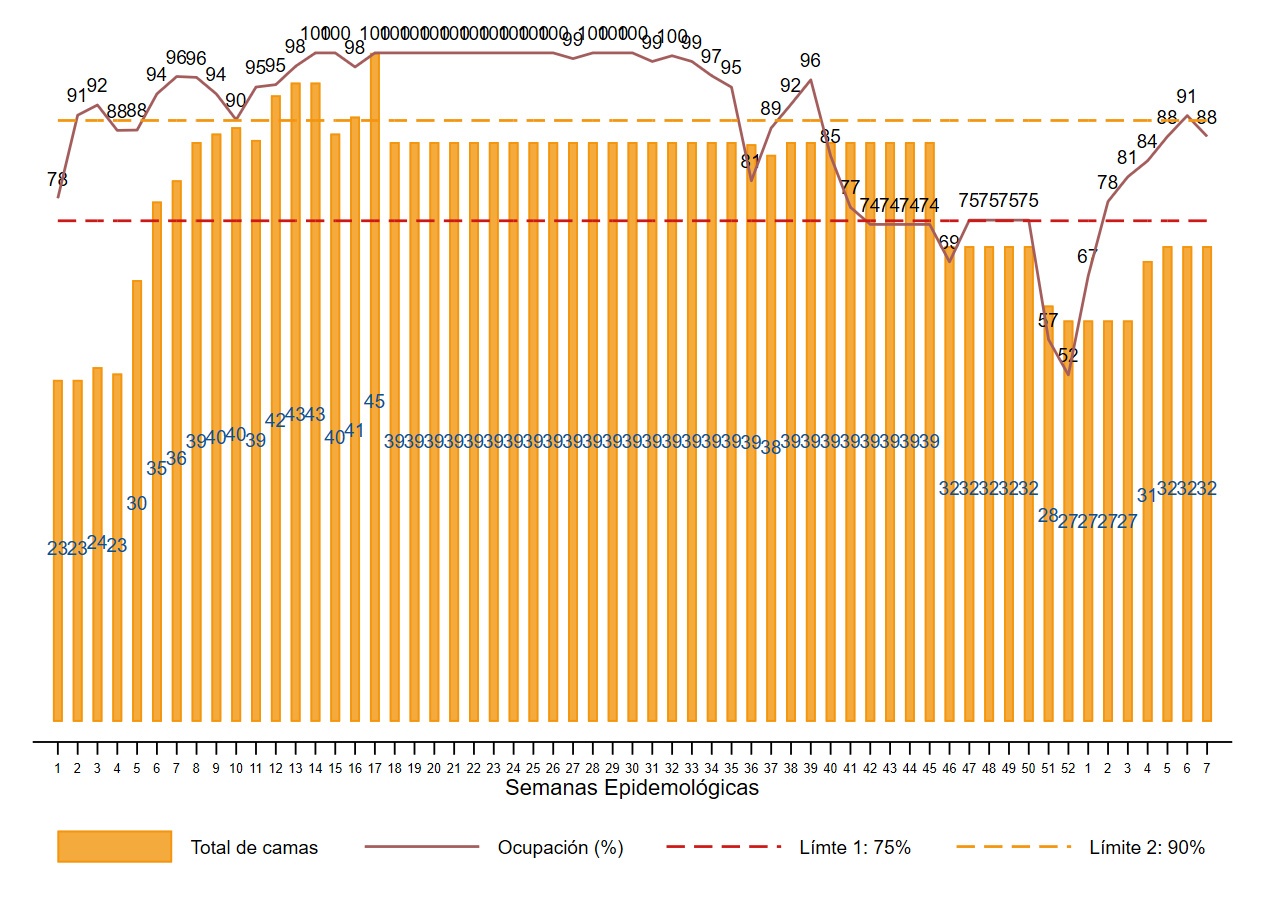 78 91 92 88 88 94 96 96 94 90 95 95 98 100 100 98 100 100 100 100 100 100 100 100 100 100 99 100 100 100 99 100 99 97 95 81 89 92 96 85 77 74 74 74 74 69 75 75 75 75 57 52 67 78 81 84 88 91 88
23 23 24 23 30 35 36 39 40 40 39 42 43 43 40 41 45 39 39 39 39 39 39 39 39 39 39 39 39 39 39 39 39 39 39 39 38 39 39 39 39 39 39 39 39 32 32 32 32 32 28 27 27 27 27 31 32 32 32
1 2 3 4 5 6 7 8 9 10 11 12 13 14 15 16 17 18 19 20 21 22 23 24 25 26 27 28 29 30 31 32 33 34 35 36 37 38 39 40 41 42 43 44 45 46 47 48 49 50 51 52 1 2 3 4 5 6 7
Semanas Epidemológicas
Total de camas Ocupación (%) Límte 1: 75% Límite 2: 90%